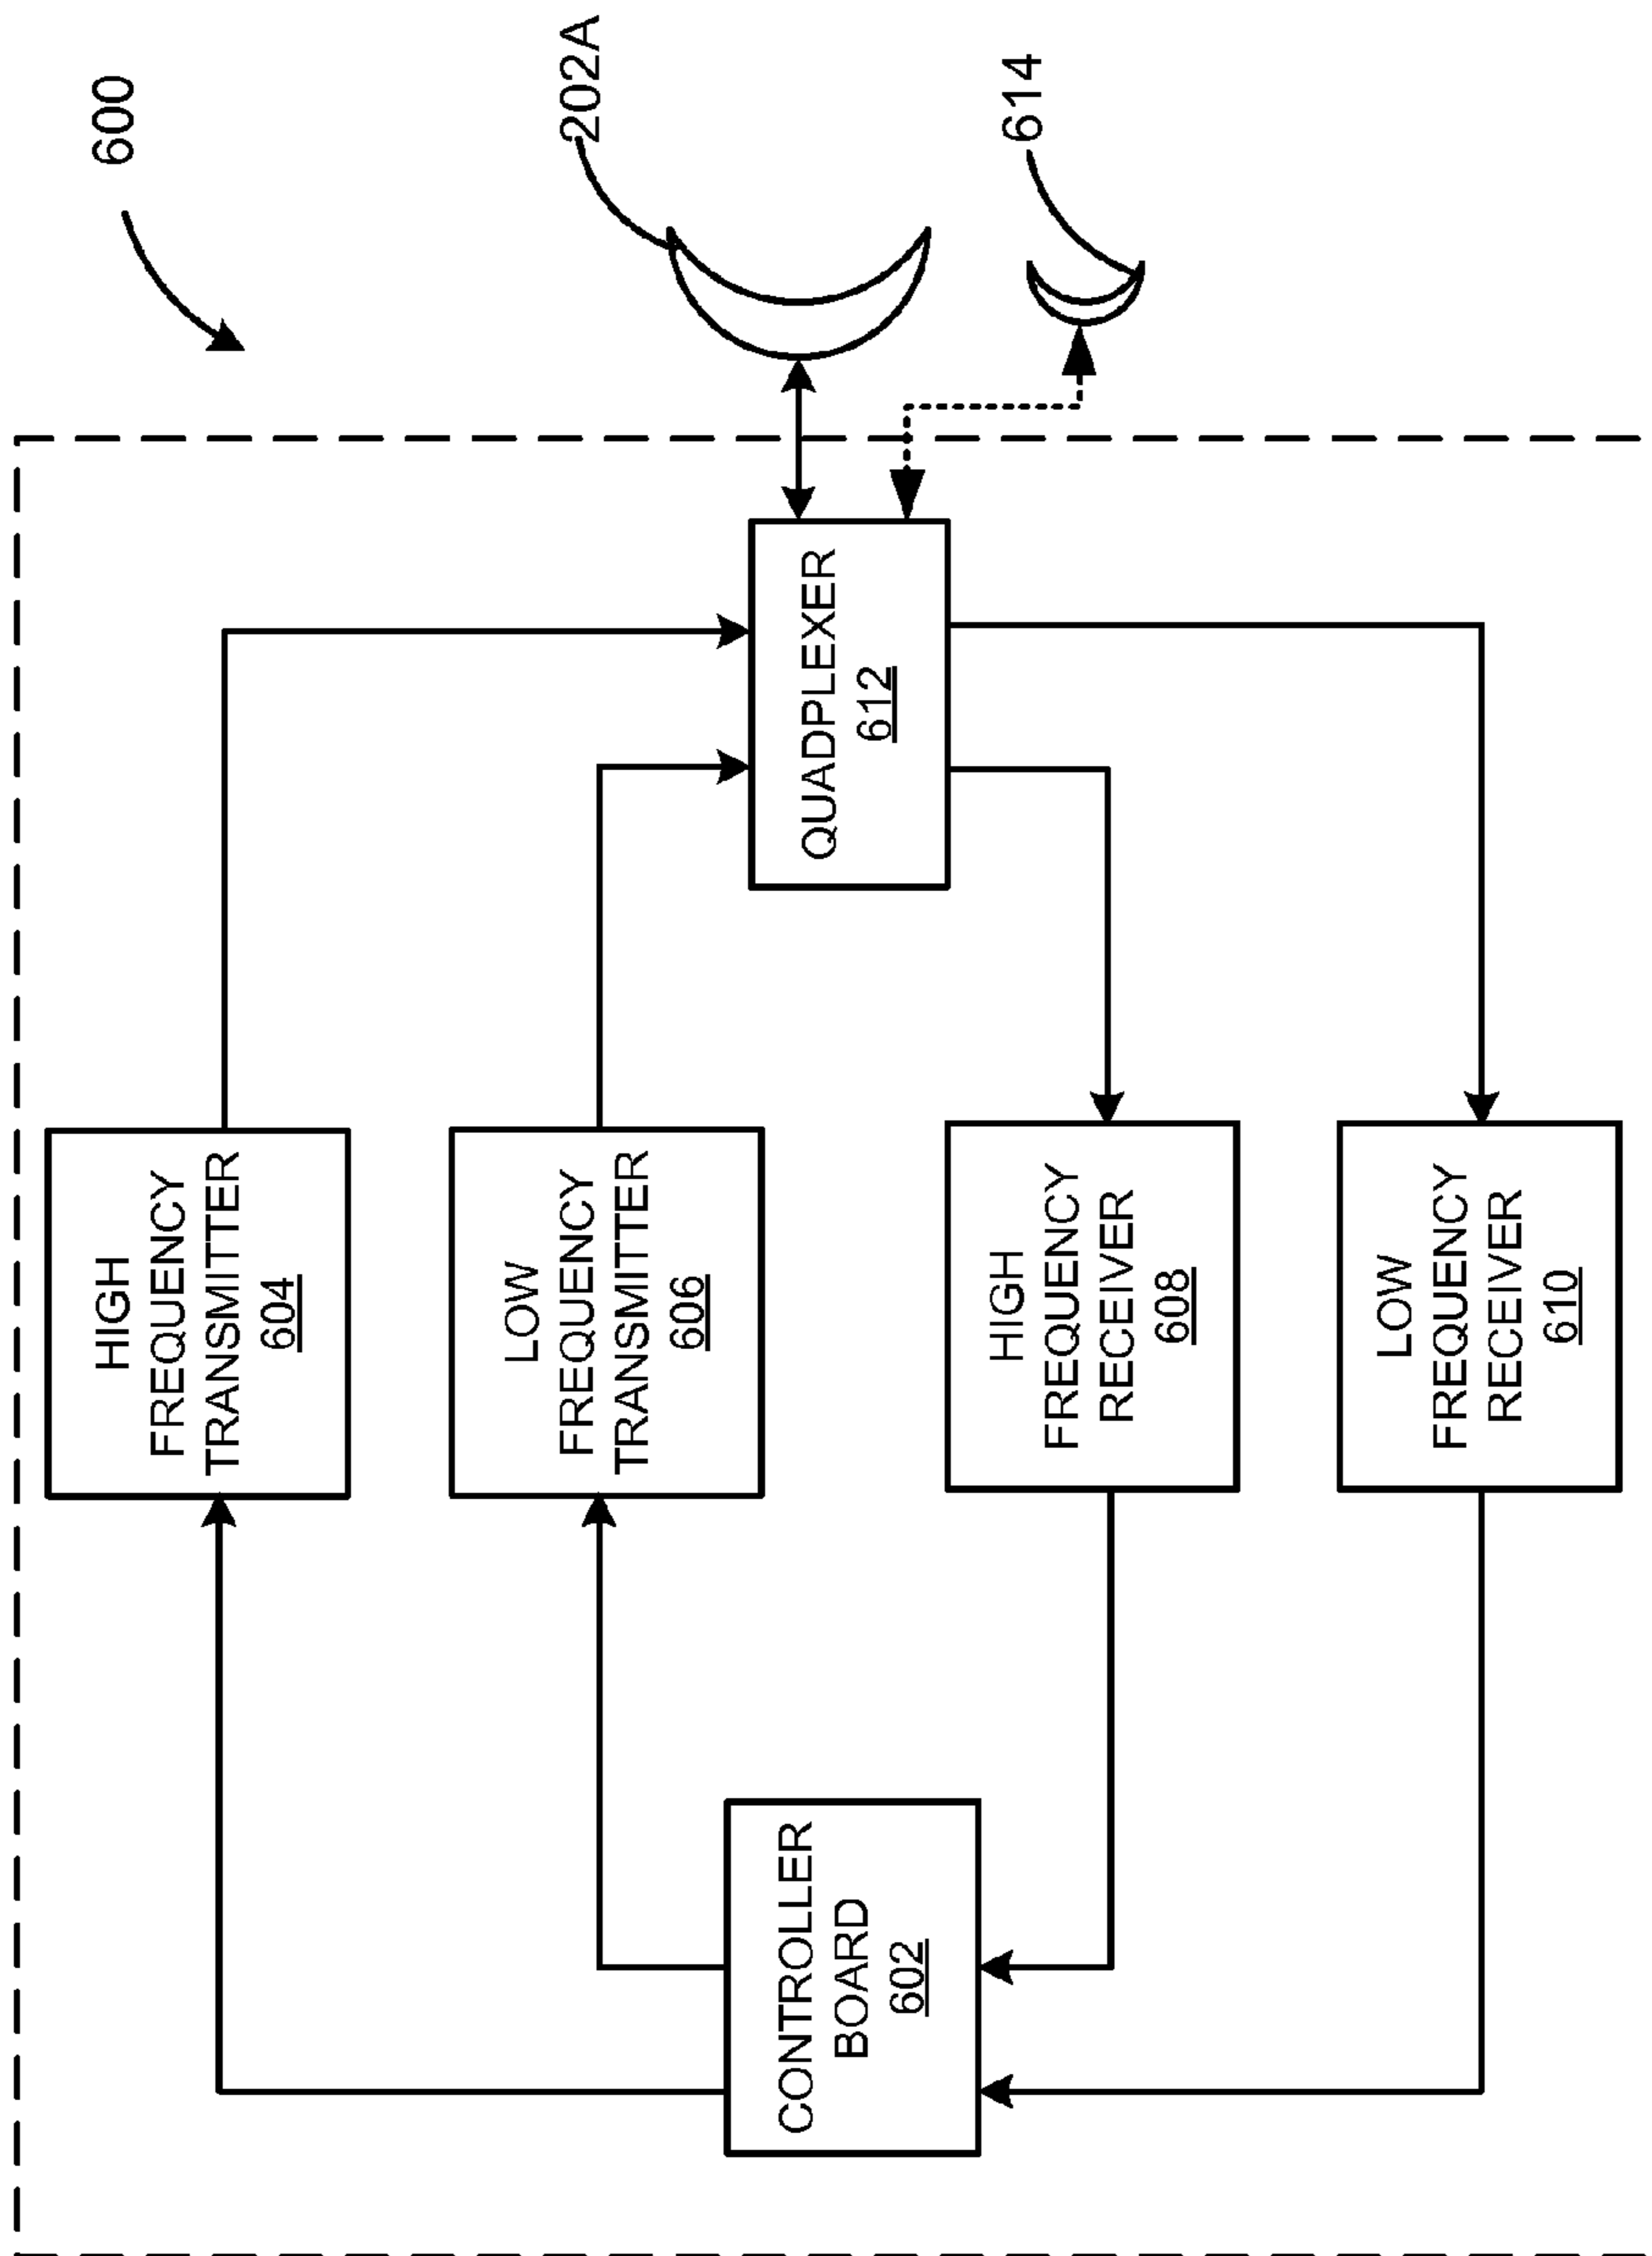 600
HIGH
FREQUENCY
TRANSMITTER
604
LOW
FREQUENCY
TRANSMITTER
606
202A
CONTROLLER
BOARD
602
QUADPLEXER
612
614
HIGH
FREQUENCY
RECEIVER
608
LOW
FREQUENCY
RECEIVER
610